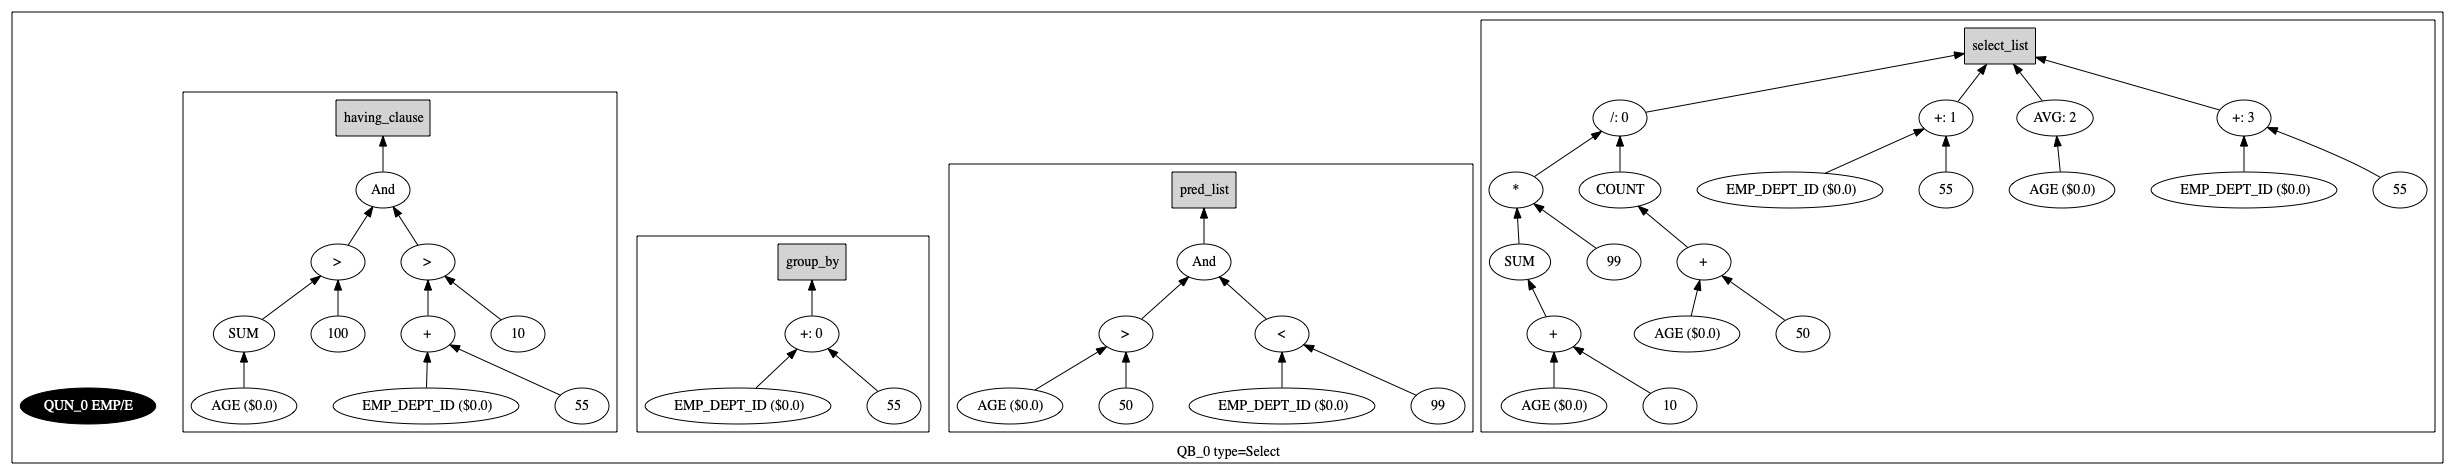 select_list
having_clause
/: 0
+: 1
AVG: 2
+: 3
And
pred_list
*
COUNT
EMP_DEPT_ID ($0.0)
55
AGE ($0.0)
EMP_DEPT_ID ($0.0)
55
>
>
group_by
And
SUM
99
+
SUM
100
+
10
+: 0
>
<
+
AGE ($0.0)
50
QUN_0 EMP/E
AGE ($0.0)
EMP_DEPT_ID ($0.0)
55
EMP_DEPT_ID ($0.0)
55
AGE ($0.0)
50
EMP_DEPT_ID ($0.0)
99
AGE ($0.0)
10
QB_0 type=Select